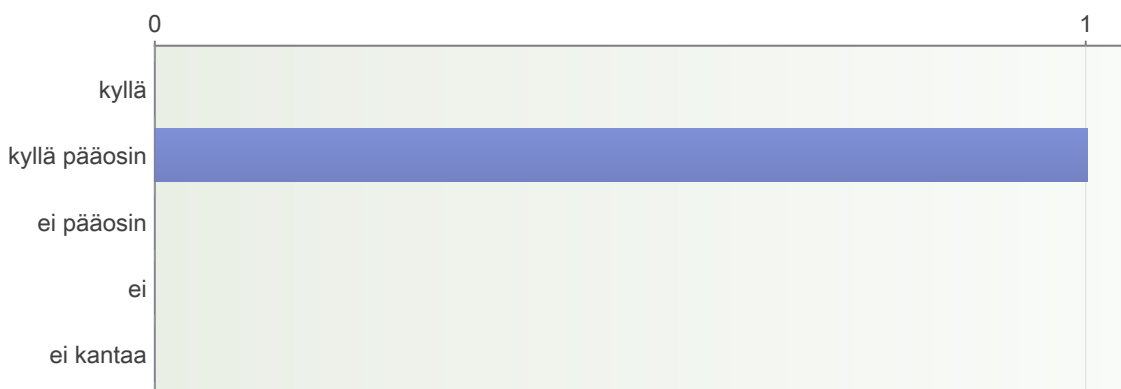 0 1
kyllä
kyllä pääosin
ei pääosin
ei
ei kantaa